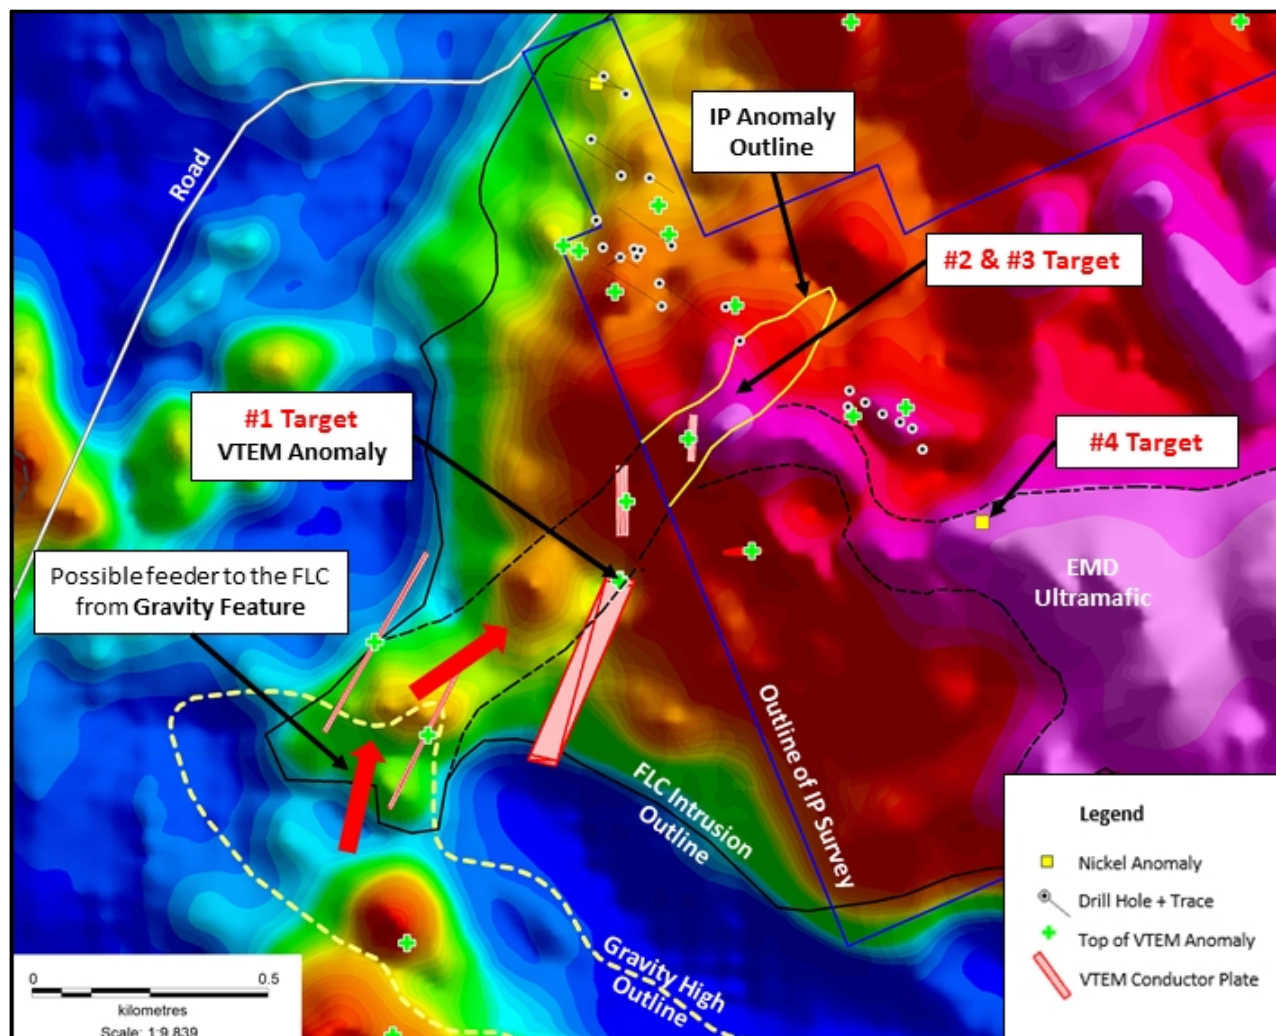 IP Anomaly
Outline
Road
#2 & #3 Target
#1 Target
VTEM Anomaly
#4 Target
Possible feeder to the FLC
from Gravity Feature
EMD
Ultramafic
Outline of IP Survey
FLC Intrusion
Outline
Gravity High
Outline
Legend
Nickel Anomaly
Drill Hole + Trace
Top of VTEM Anomaly
VTEM Conductor Plate
0 0.5
kilometres
Scale: 1:9,839